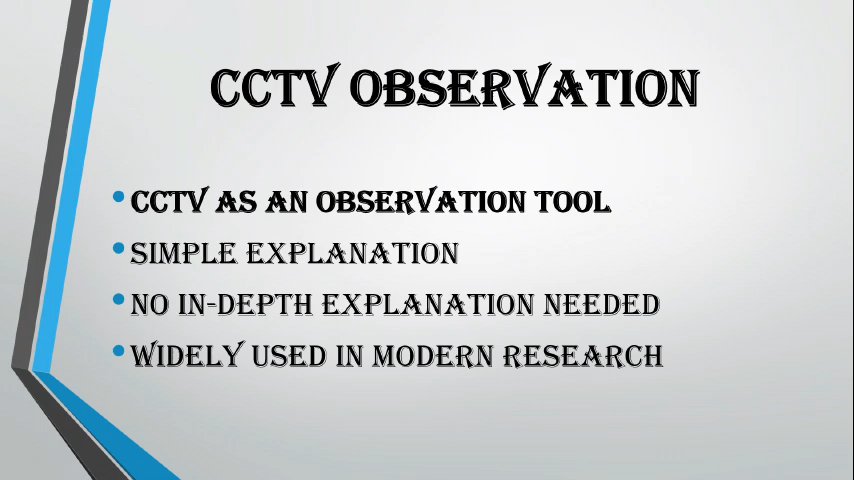 CCTV OBSERVATION
• CCTV AS AN OBSERVATION TOOL
• SIMPLE EXPLANATION
• NO IN-DEPTH EXPLANATION NEEDED
• WIDELY USED IN MODERN RESEARCH